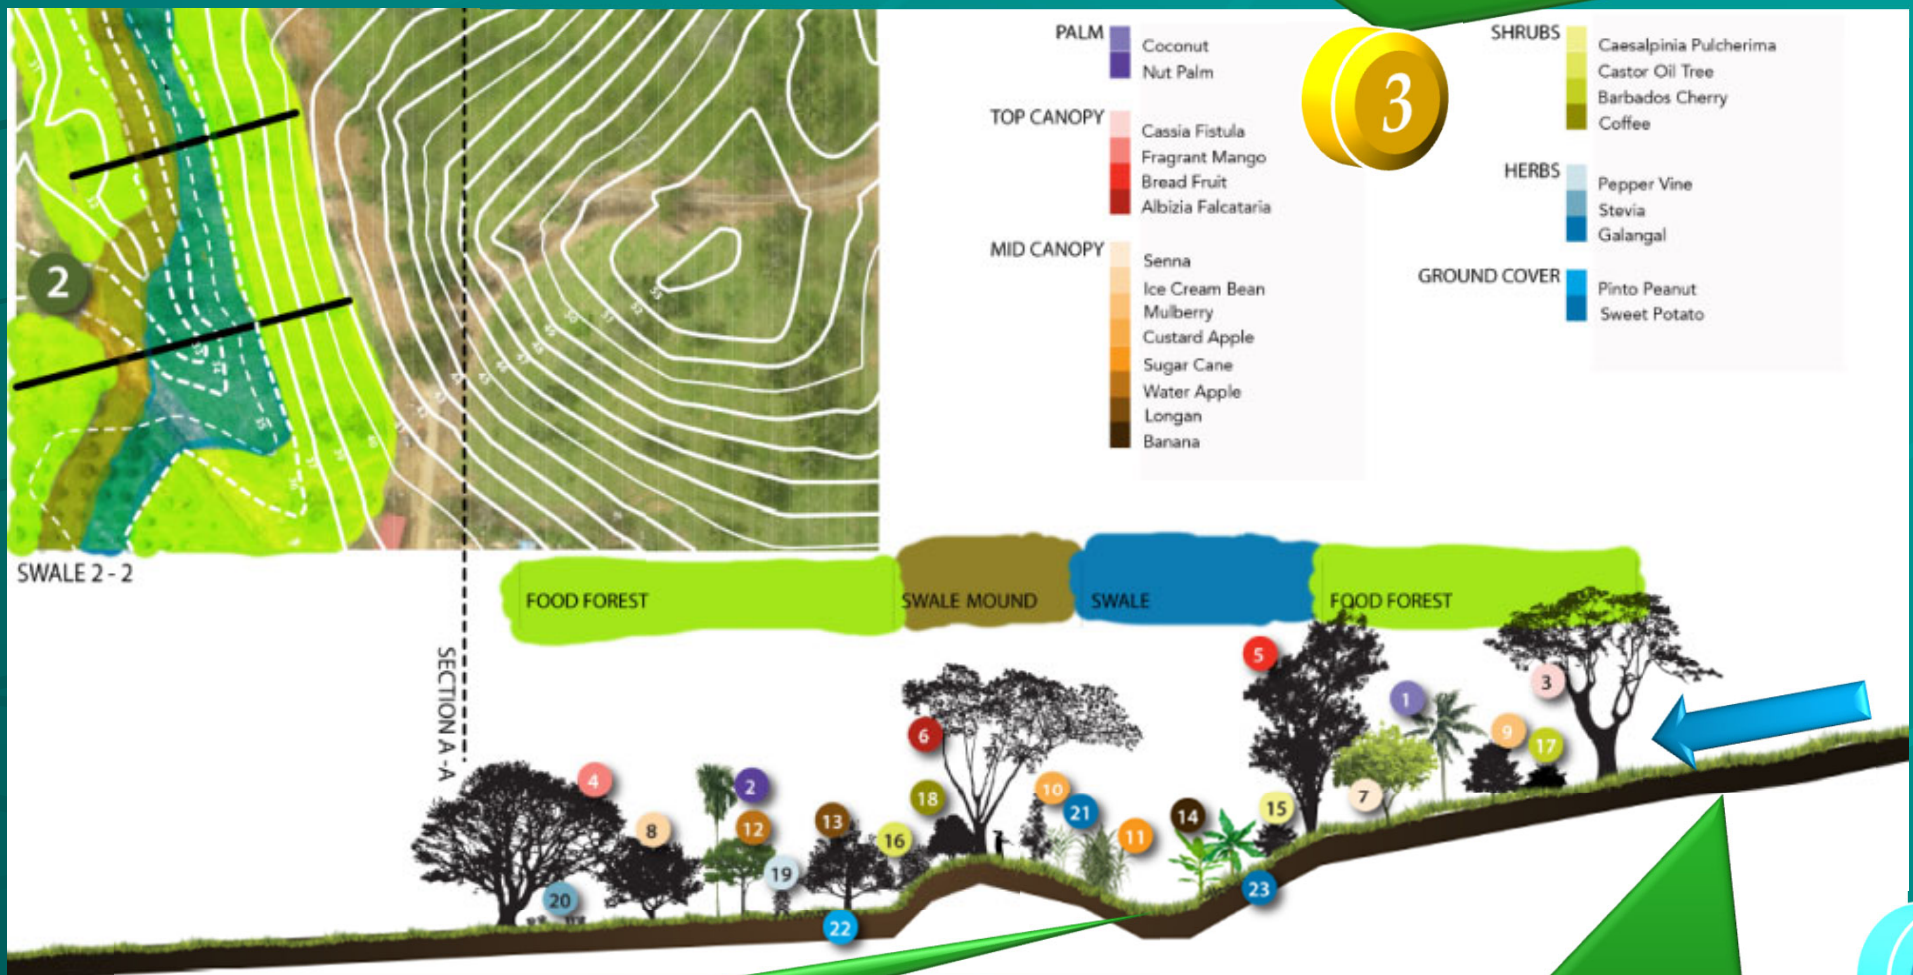 PALM
Coconut
Nut Palm
TOP CANOPY
Cassia Fistula
Fragrant Mango
Bread Fruit
Albizia Falcataria
MID CANOPY
Senna
Ice Cream Bean
Mulberry
Custard Apple
Sugar Cane
Water Apple
Longan
Banana
3
SHRUBS
Caesalpinia Pulcherima
Castor Oil Tree
Barbados Cherry
Coffee
HERBS
Pepper Vine
Stevia
Galangal
GROUND COVER
Pinto Peanut
Sweet Potato
2
SWALE 2 - 2
SECTION A -A
FOOD FOREST
SWALE MOUND
SWALE
FOOD FOREST
5
3
1
6
9
17
4
2
10
7
8
12
13
18
21
11
14
15
16
19
20
22
23